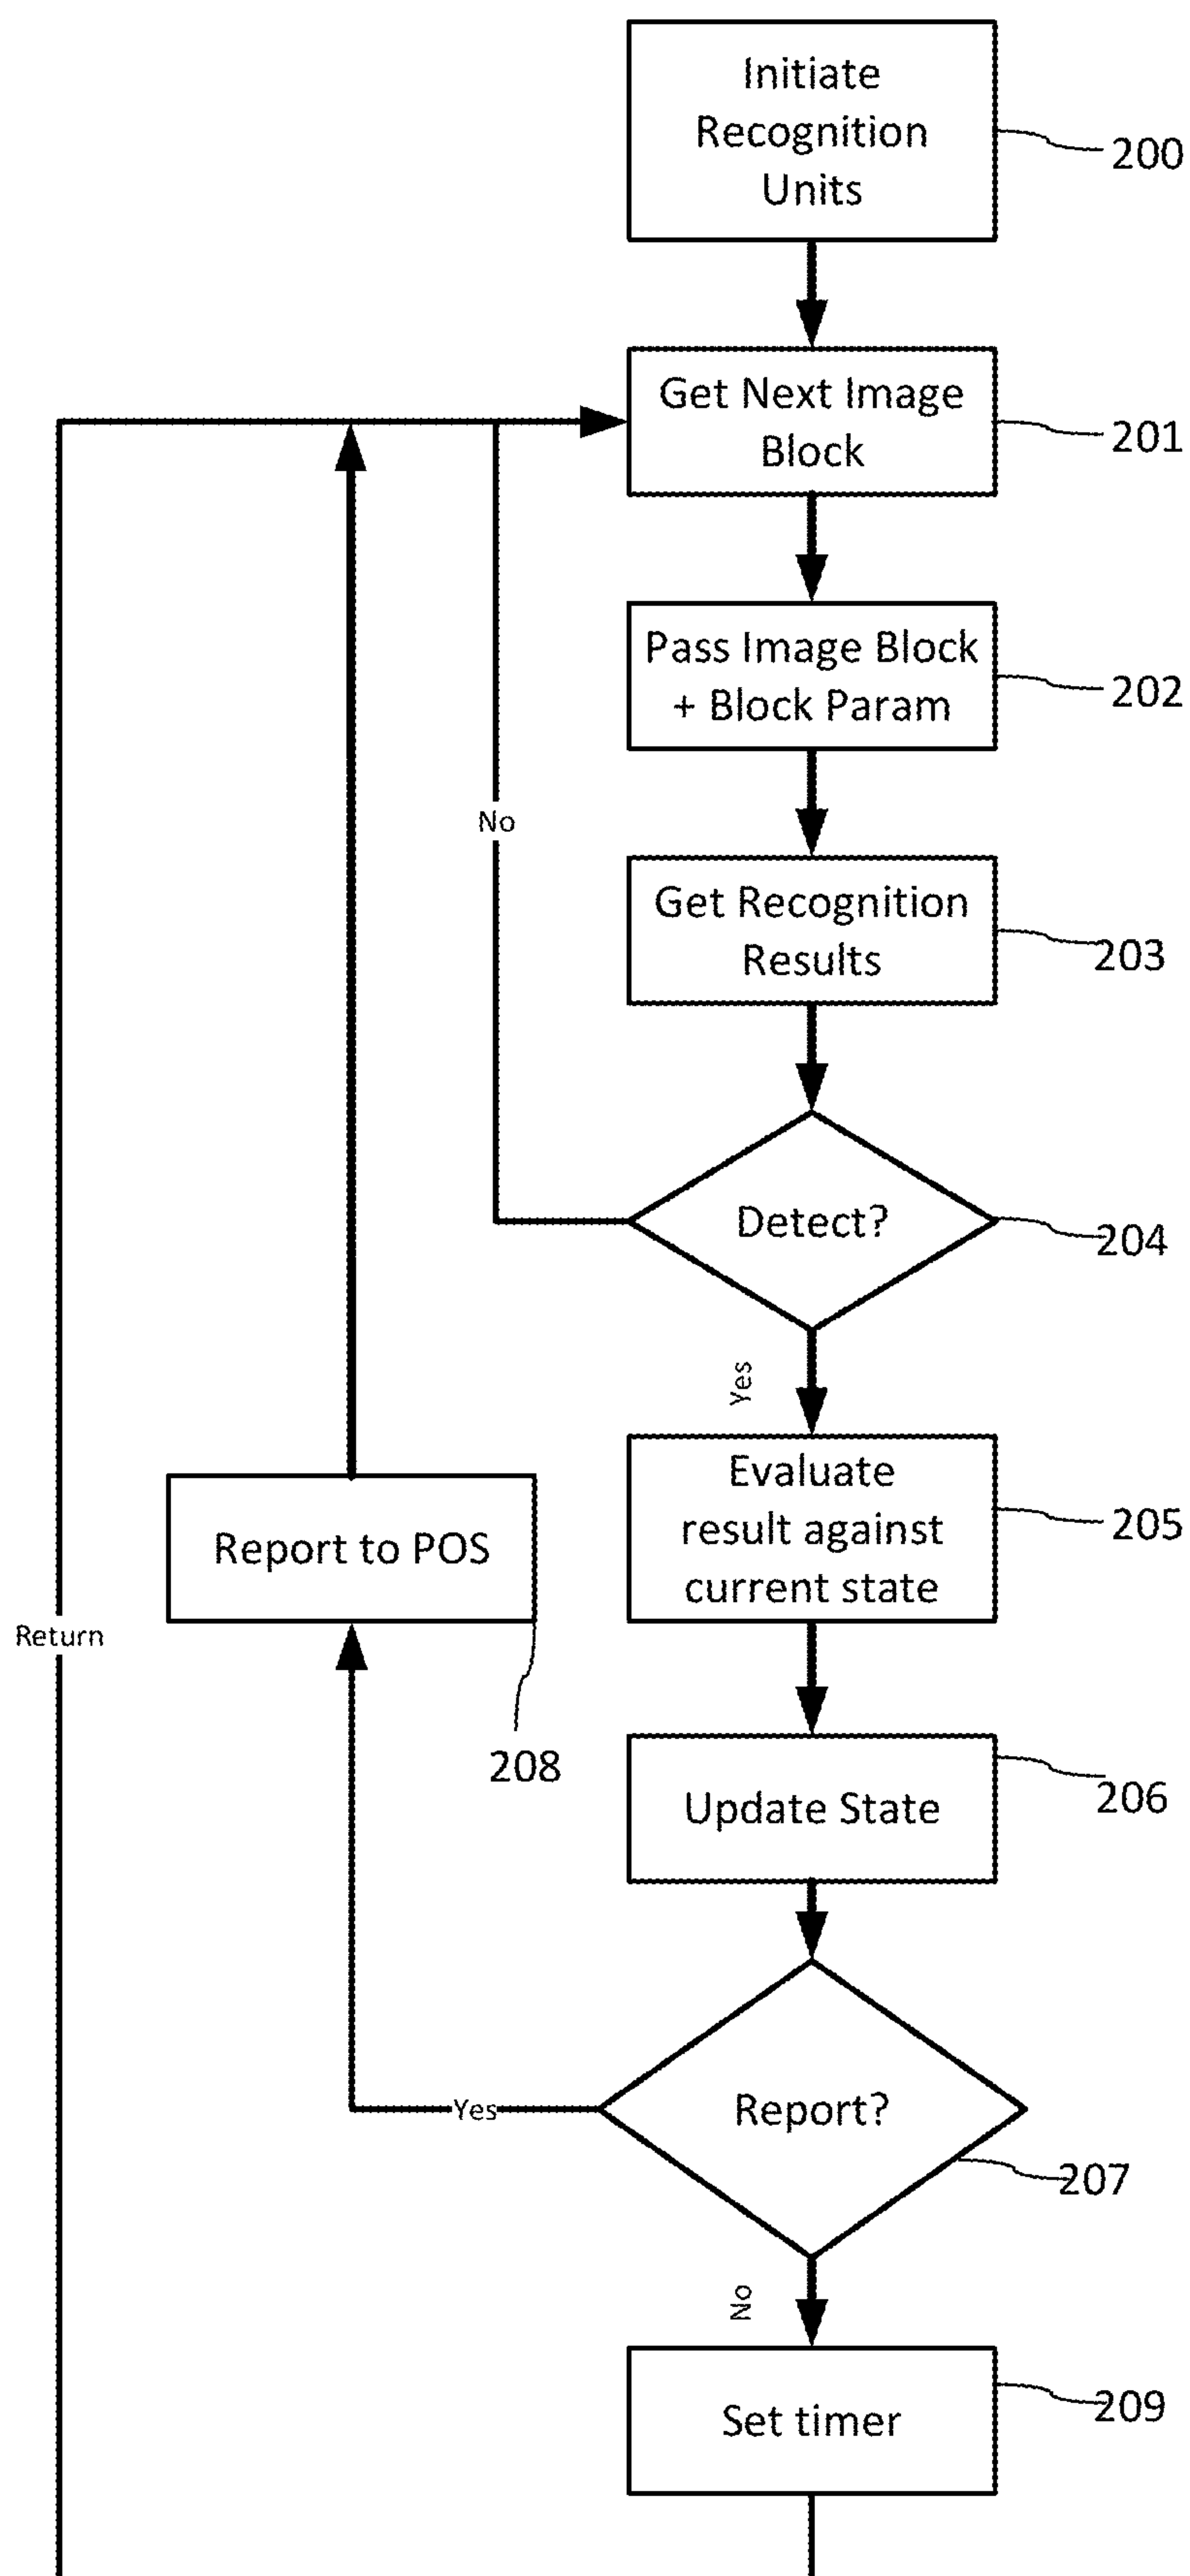 Initiate
Recognition
Units
200
Get Next Image
Block
201
Pass Image Block
+ Block Param
202
No
Get Recognition
Results
203
Detect?
204
Yes
Evaluate
result against
current state
205
Report to POS
Return
208
Update State
206
Report?
Yes
207
No
Set timer
209